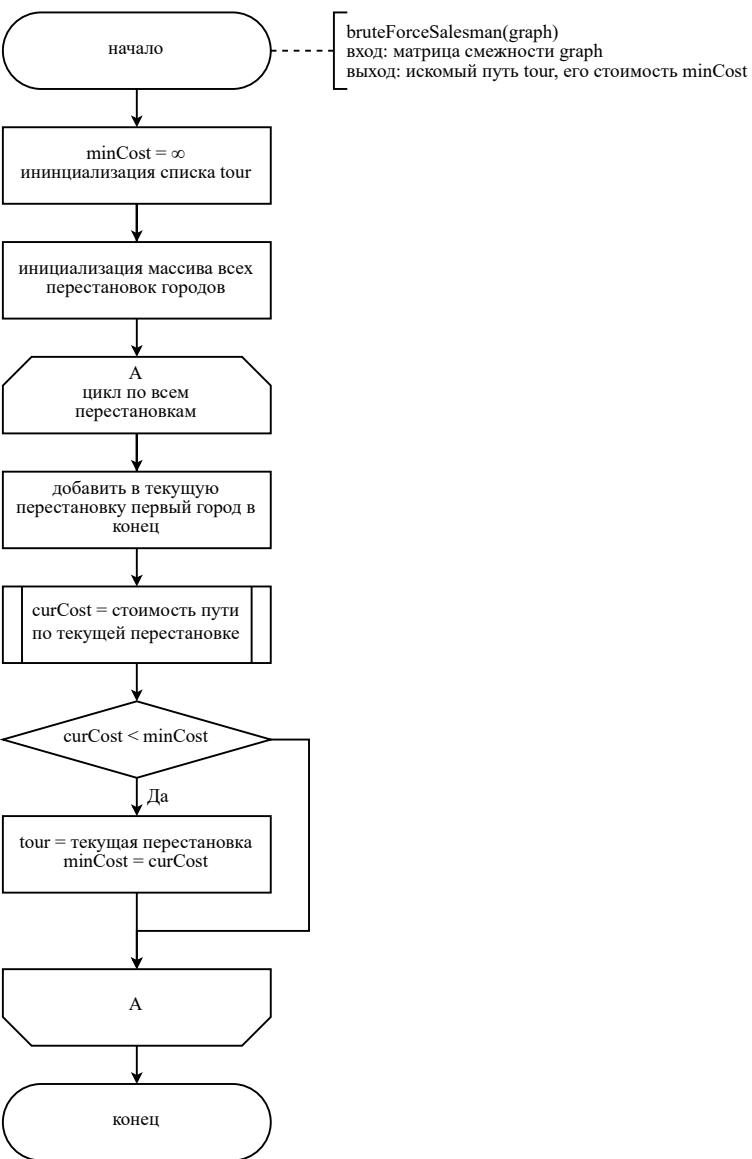 начало
bruteForceSalesman(graph)
вход: матрица смежности graph
выход: искомый путь tour, его стоимость minCost
minCost = ∞
ининциализация списка tour
инициализация массива всех
перестановок городов
A
цикл по всем
перестановкам
добавить в текущую
перестановку первый город в
конец
curCost = стоимость пути
по текущей перестановке
curCost < minCost
Да
tour = текущая перестановка
minCost = curCost
A
конец